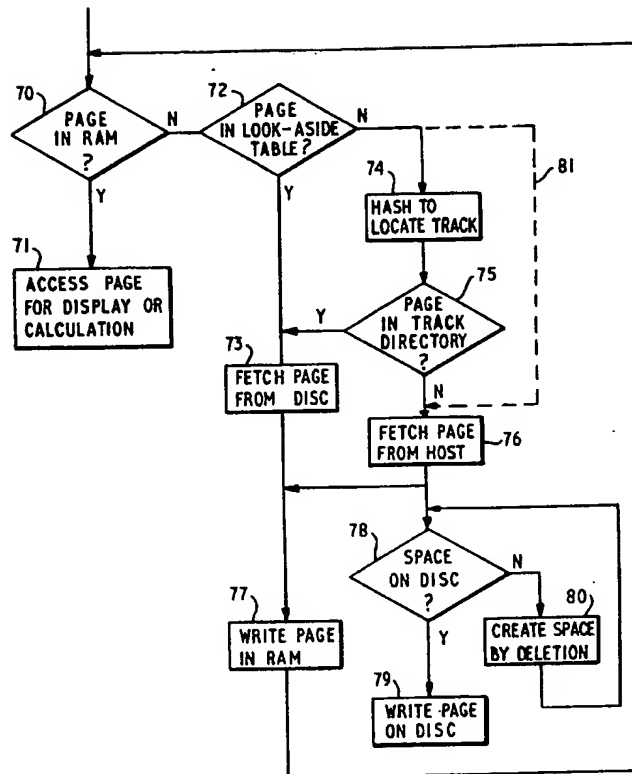 70
PAGE
IN RAM
?
N
Y
72
PAGE
IN LOOK-ASIDE
TABLE?
N
Y
81
74
HASH TO
LOCATE TRACK
71
ACCESS PAGE
FOR DISPLAY OR
CALCULATION
75
PAGE
IN TRACK
DIRECTORY
?
Y
N
73
FETCH PAGE
FROM DISC
FETCH PAGE
FROM HOST
76
78
SPACE
ON DISC
?
N
Y
77
WRITE PAGE
IN RAM
80
CREATE SPACE
BY DELETION
79
WRITE PAGE
ON DISC